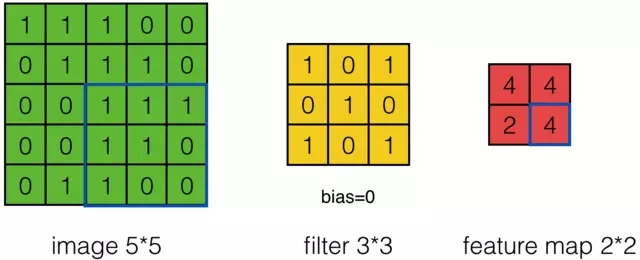 1 1 1 0 0
0 1 1 1 0
0 0 1 1 1
0 0 1 1 0
0 1 1 0 0
image 5*5
1 0 1
0 1 0
1 0 1
bias=0
filter 3*3
4 4
2 4
feature map 2*2